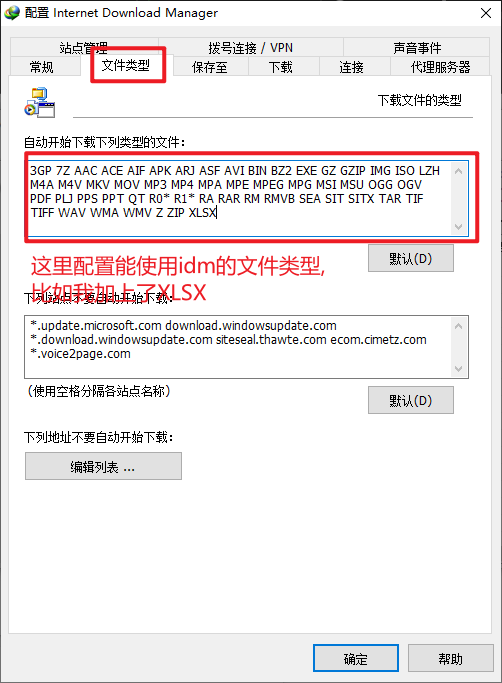 配置 Internet Download Manager
站点管理
拨号连接 / VPN
声音事件
常规
文件类型
保存至
下载
连接
代理服务器
下载文件的类型
自动开始下载下列类型的文件:
3GP 7Z AAC ACE AIF APK ARJ ASF AVI BIN BZ2 EXE GZ GZIP IMG ISO LZH
M4A M4V MKV MOV MP3 MP4 MPA MPE MPEG MPG MSI MSU OGG OGV
PDF PLJ PPS PPT QT R0* R1* RA RAR RM RMVB SEA SIT SITX TAR TIF
TIFF WAV WMA WMV Z ZIP XLSX
默认(D)
这里配置能使用idm的文件类型,
比如我加上了XLSX
下列站点不要自动开始下载:
*.update.microsoft.com download.windowsupdate.com
*.download.windowsupdate.com siteseal.thawte.com ecom.cimetz.com
*.voice2page.com
(使用空格分隔各站点名称)
默认(D)
下列地址不要自动开始下载:
编辑列表 ...
确定
帮助